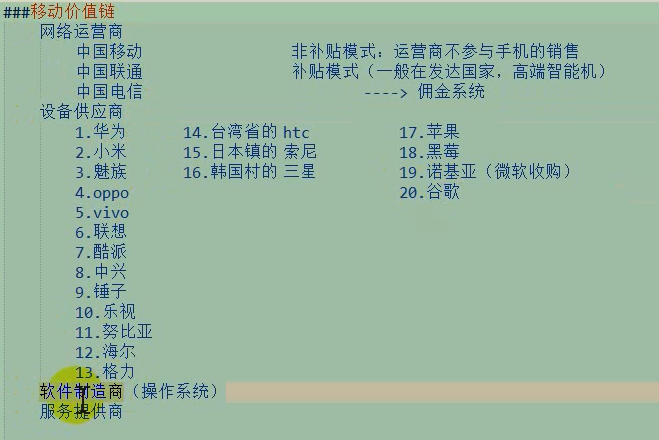 ###移动价值链
网络运营商
中国移动 非补贴模式：运营商不参与手机的销售
中国联通 补贴模式（一般在发达国家，高端智能机）
中国电信 ----> 佣金系统
设备供应商
1.华为 14.台湾省的 htc 17.苹果
2.小米 15.日本镇的 索尼 18.黑莓
3.魅族 16.韩国村的 三星 19.诺基亚（微软收购）
4.oppo 20.谷歌
5.vivo
6.联想
7.酷派
8.中兴
9.锤子
10.乐视
11.努比亚
12.海尔
13.格力
软件制造商（操作系统）
服务提供商